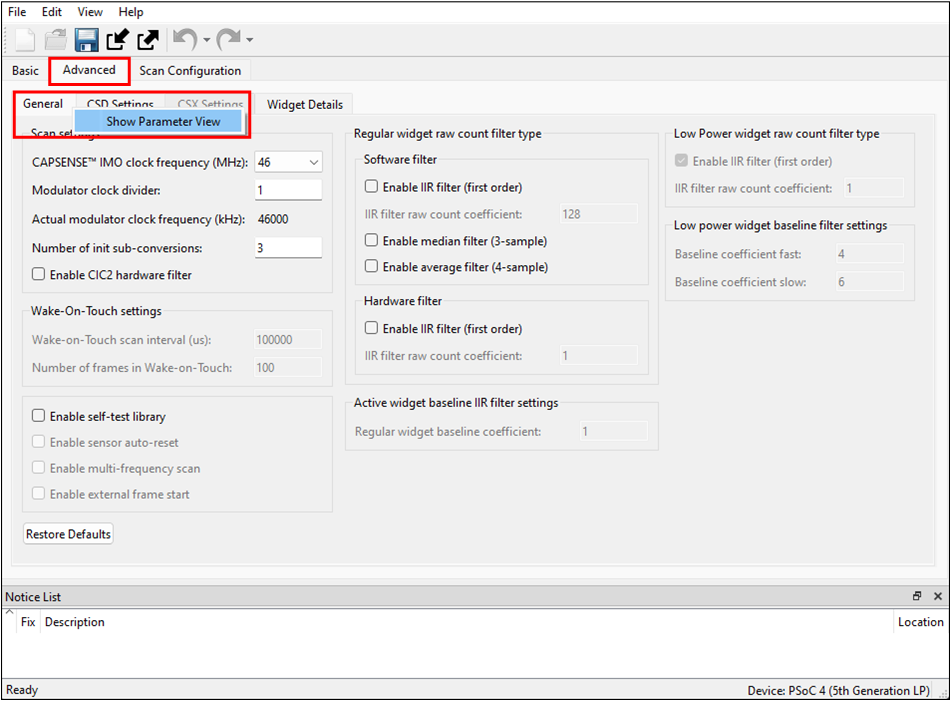 File Edit View Help
Basic Advanced Scan Configuration
General CSD Settings CSX Settings Widget Details
Show Parameter View
Scan settings
CAPSENSE™ IMO clock frequency (MHz): 46
Modulator clock divider: 1
Actual modulator clock frequency (kHz): 46000
Number of init sub-conversions: 3
Enable CIC2 hardware filter
Wake-On-Touch settings
Wake-on-Touch scan interval (us): 100000
Number of frames in Wake-on-Touch: 100
Enable self-test library
Enable sensor auto-reset
Enable multi-frequency scan
Enable external frame start
Restore Defaults
Regular widget raw count filter type
Software filter
Enable IIR filter (first order)
IIR filter raw count coefficient: 128
Enable median filter (3-sample)
Enable average filter (4-sample)
Hardware filter
Enable IIR filter (first order)
IIR filter raw count coefficient: 1
Active widget baseline IIR filter settings
Regular widget baseline coefficient: 1
Low Power widget raw count filter type
Enable IIR filter (first order)
IIR filter raw count coefficient: 1
Low power widget baseline filter settings
Baseline coefficient fast: 4
Baseline coefficient slow: 6
Notice List
Fix Description Location
Ready Device: PSoC 4 (5th Generation LP)